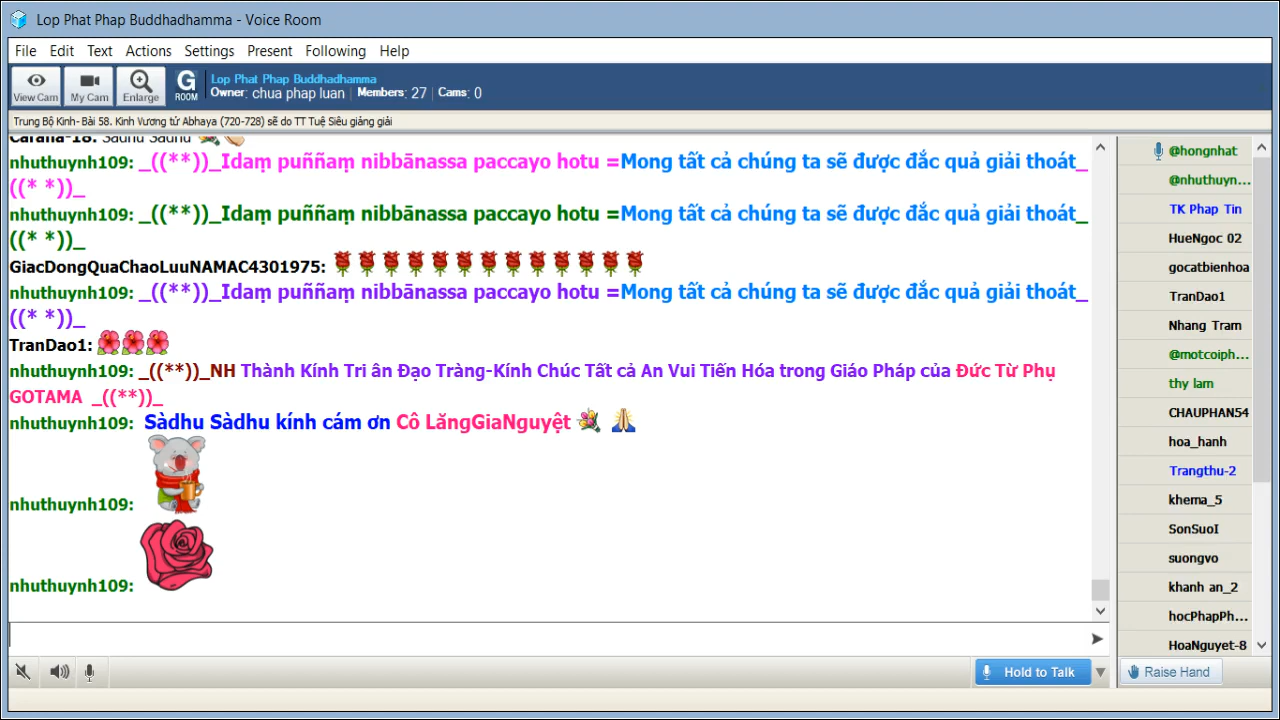 Lop Phat Phap Buddhadhamma - Voice Room
File Edit Text Actions Settings Present Following Help
View Cam My Cam Enlarge G ROOM
Lop Phat Phap Buddhadhamma
Owner: chua phap luan Members: 27 Cams: 0
Trung Bộ Kinh- Bài 58. Kinh Vương tử Abhaya (720-728) sẽ do TT Tuệ Siêu giảng giải
Carana-18: Sadhu Sadhu
nhuthuynh109: _((**))_Idaṃ puññaṃ nibbānassa paccayo hotu =Mong tất cả chúng ta sẽ được đắc quả giải thoát_
((* *))_
nhuthuynh109: _((**))_Idaṃ puññaṃ nibbānassa paccayo hotu =Mong tất cả chúng ta sẽ được đắc quả giải thoát_
((* *))_
GiacDongQuaChaoLuuNAMAC4301975:
nhuthuynh109: _((**))_Idaṃ puññaṃ nibbānassa paccayo hotu =Mong tất cả chúng ta sẽ được đắc quả giải thoát_
((* *))_
TranDao1:
nhuthuynh109: _((**))_NH Thành Kính Tri ân Đạo Tràng-Kính Chúc Tất cả An Vui Tiến Hóa trong Giáo Pháp của Đức Từ Phụ
GOTAMA _((**))_
nhuthuynh109: Sàdhu Sàdhu kính cám ơn Cô LăngGiaNguyệt
nhuthuynh109:
nhuthuynh109:
@hongnhat
@nhuthuyn...
TK Phap Tin
HueNgoc 02
gocatbienhoa
TranDao1
Nhang Tram
@motcoiph...
thy lam
CHAUPHAN54
hoa_hanh
Trangthu-2
khema_5
SonSuoI
suongvo
khanh an_2
hocPhapPh...
HoaNguyet-8
Hold to Talk
Raise Hand